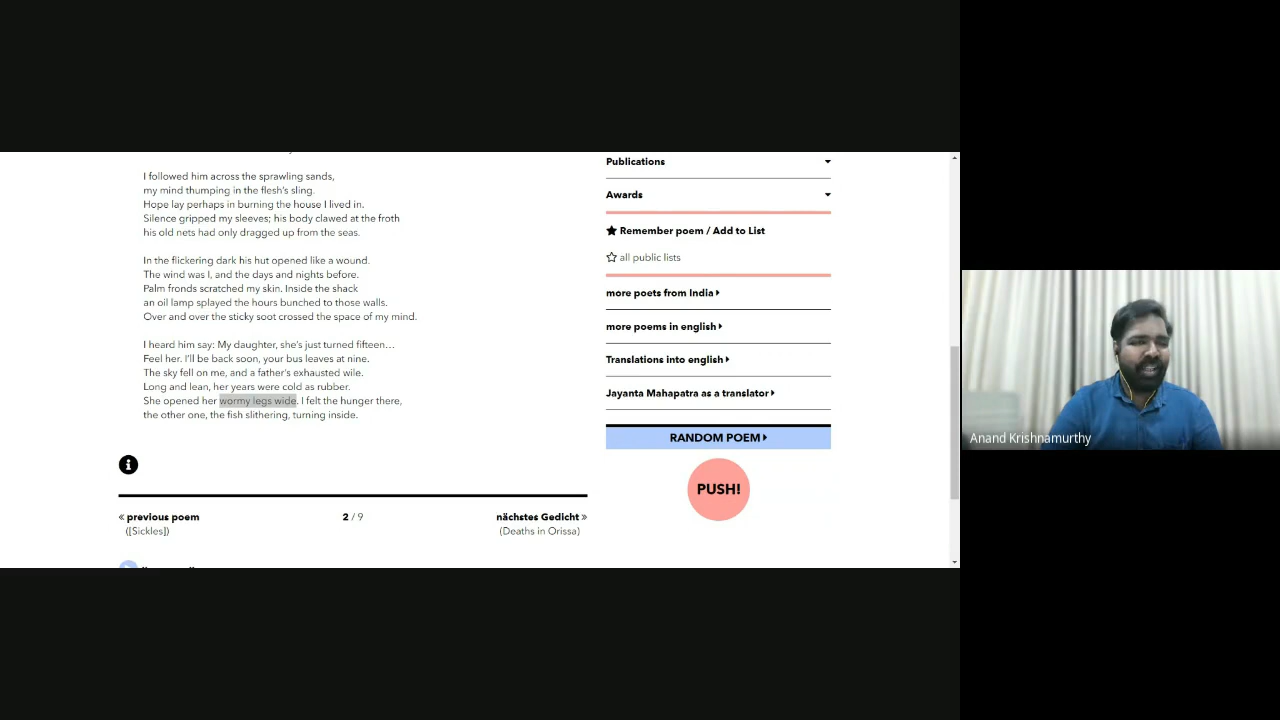 I followed him across the sprawling sands,
my mind thumping in the flesh's sling.
Hope lay perhaps in burning the house I lived in.
Silence gripped my sleeves; his body clawed at the froth
his old nets had only dragged up from the seas.
In the flickering dark his hut opened like a wound.
The wind was I, and the days and nights before.
Palm fronds scratched my skin. Inside the shack
an oil lamp splayed the hours bunched to those walls.
Over and over the sticky soot crossed the space of my mind.
I heard him say: My daughter, she's just turned fifteen…
Feel her. I'll be back soon, your bus leaves at nine.
The sky fell on me, and a father's exhausted wile.
Long and lean, her years were cold as rubber.
She opened her wormy legs wide. I felt the hunger there,
the other one, the fish slithering, turning inside.
« previous poem
([Sickles])
2 / 9
nächstes Gedicht »
(Deaths in Orissa)
Publications
Awards
Remember poem / Add to List
all public lists
more poets from India
more poems in english
Translations into english
Jayanta Mahapatra as a translator
RANDOM POEM
PUSH!
Anand Krishnamurthy